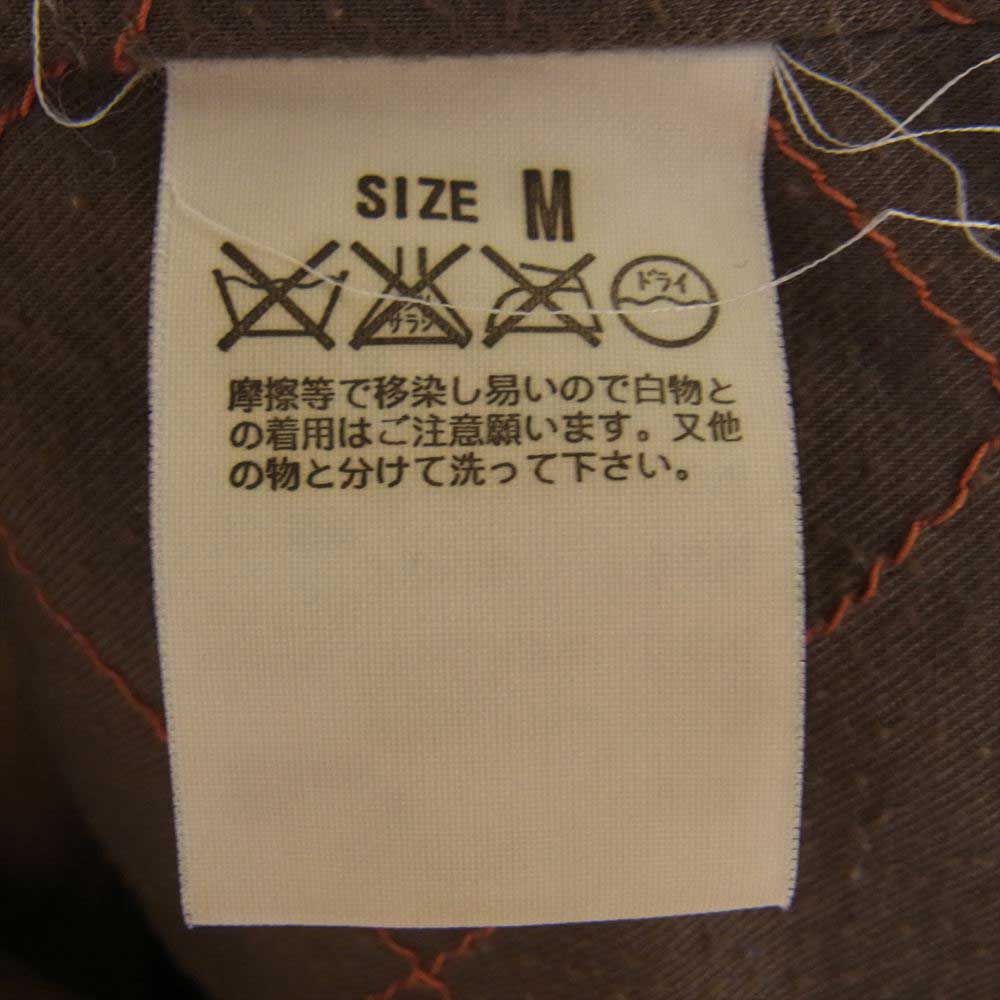 SIZE M
サラシ ドライ
摩擦等で移染し易いので白物と
の着用はご注意願います。又他
の物と分けて洗って下さい。